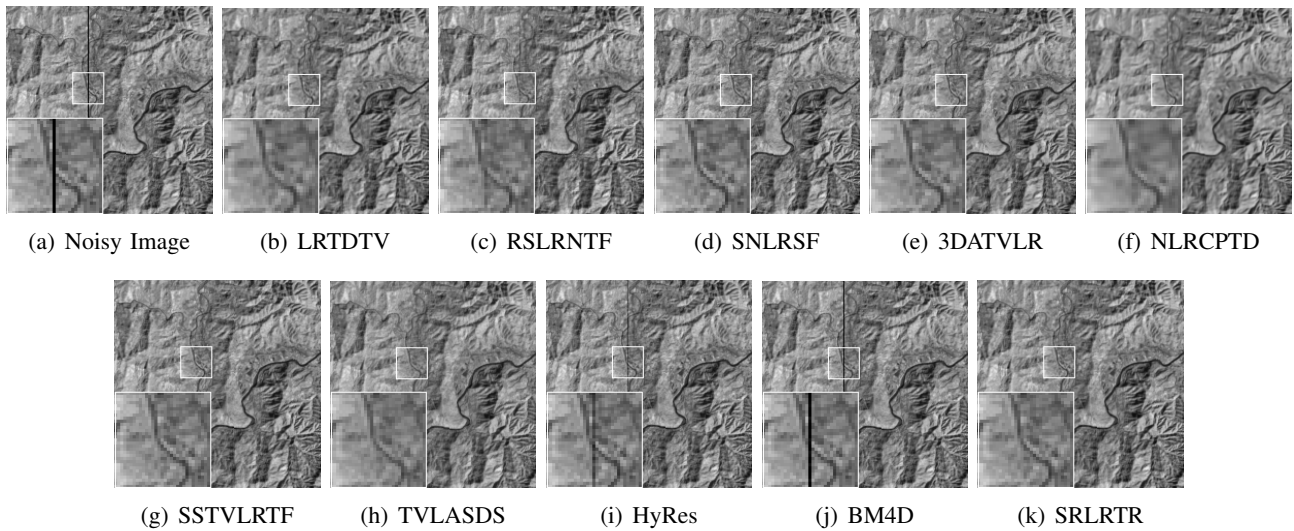 (a) Noisy Image (b) LRTDTV (c) RSLRNTF (d) SNLRSF (e) 3DATVLR (f) NLRCPTD
(g) SSTVLRTF (h) TVLASDS (i) HyRes (j) BM4D (k) SRLRTR